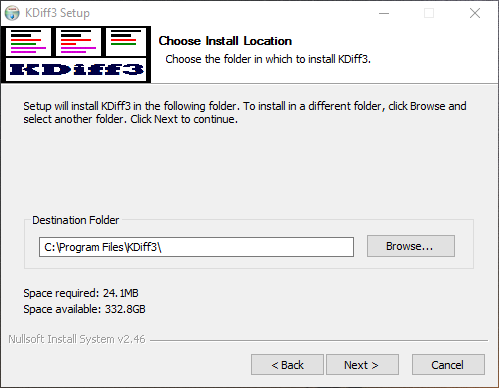 KDiff3 Setup
KDiff3
Choose Install Location
Choose the folder in which to install KDiff3.
Setup will install KDiff3 in the following folder. To install in a different folder, click Browse and
select another folder. Click Next to continue.
Destination Folder
C:\Program Files\KDiff3\
Browse...
Space required: 24.1MB
Space available: 332.8GB
Nullsoft Install System v2.46
< Back
Next >
Cancel